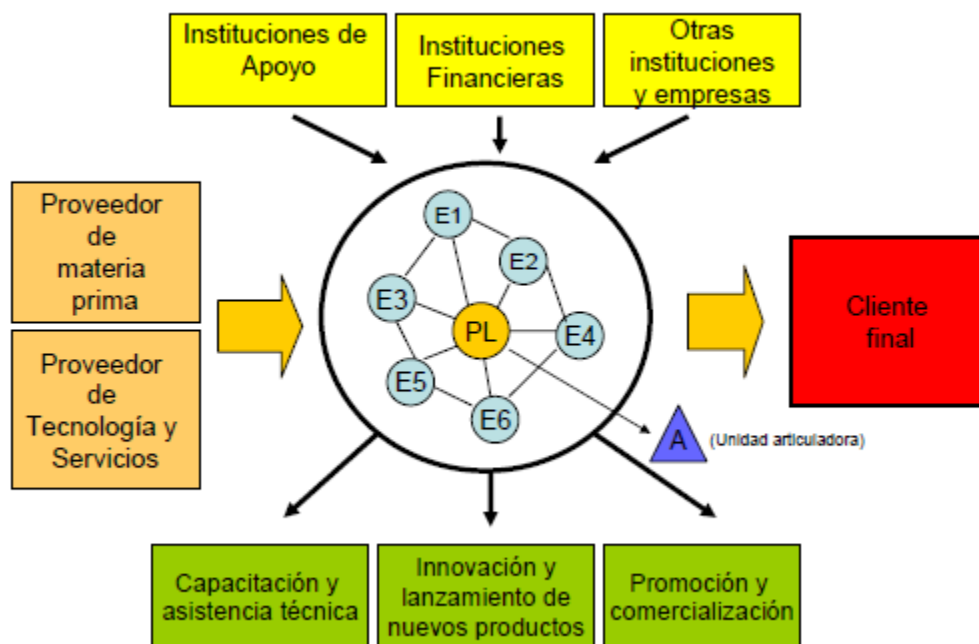 Instituciones de
Apoyo
Instituciones
Financieras
Otras
instituciones
y empresas
Proveedor
de
materia
prima
Proveedor
de
Tecnología y
Servicios
E1
E2
E3
PL
E4
E5
E6
Cliente
final
A
(Unidad articuladora)
Capacitación y
asistencia técnica
Innovación y
lanzamiento de
nuevos productos
Promoción y
comercialización